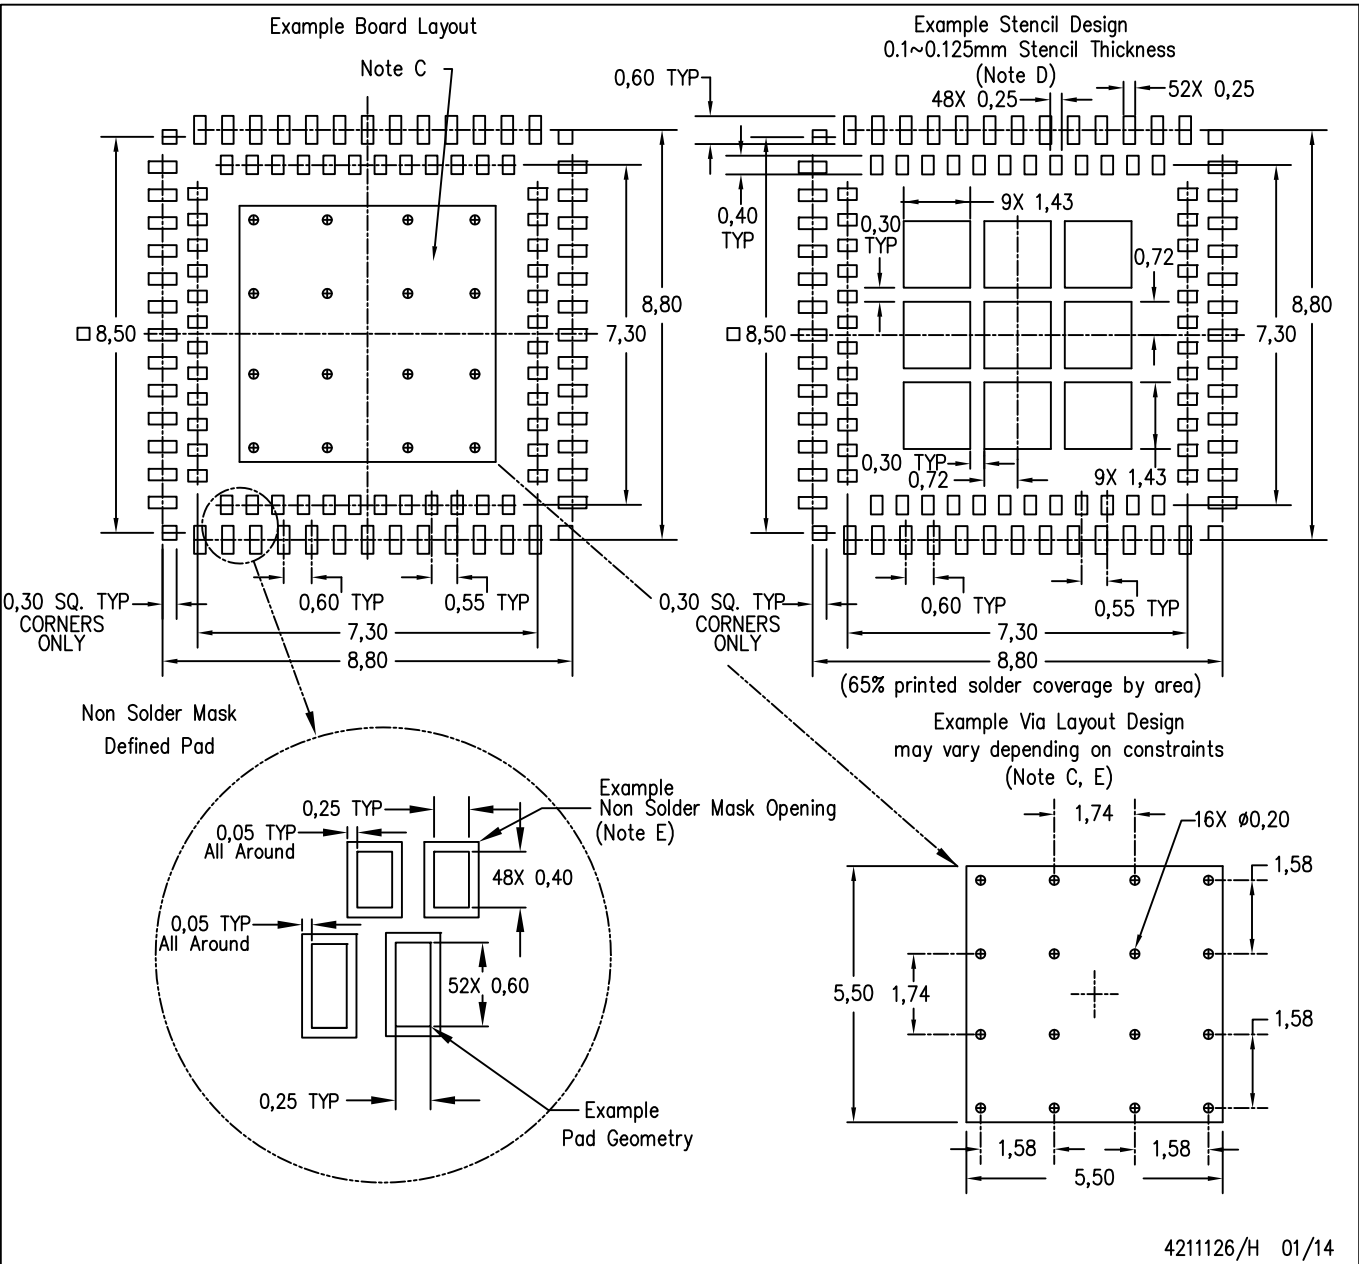 Example Board Layout
Note C
□ 8,50
8,80
7,30
0,30 SQ. TYP
CORNERS
ONLY
0,60 TYP
0,55 TYP
7,30
8,80
Example Stencil Design
0.1~0.125mm Stencil Thickness
(Note D)
0,60 TYP
48X 0,25
52X 0,25
0,40
TYP
0,30
TYP
9X 1,43
0,72
8,80
□ 8,50
7,30
0,30 TYP
0,72
9X 1,43
0,30 SQ. TYP
CORNERS
ONLY
0,60 TYP
0,55 TYP
7,30
8,80
(65% printed solder coverage by area)
Non Solder Mask
Defined Pad
0,25 TYP
Example
Non Solder Mask Opening
(Note E)
0,05 TYP
All Around
48X 0,40
0,05 TYP
All Around
52X 0,60
0,25 TYP
Example
Pad Geometry
Example Via Layout Design
may vary depending on constraints
(Note C, E)
1,74
16X ø0,20
1,58
5,50
1,74
1,58
1,58
1,58
5,50
4211126/H 01/14